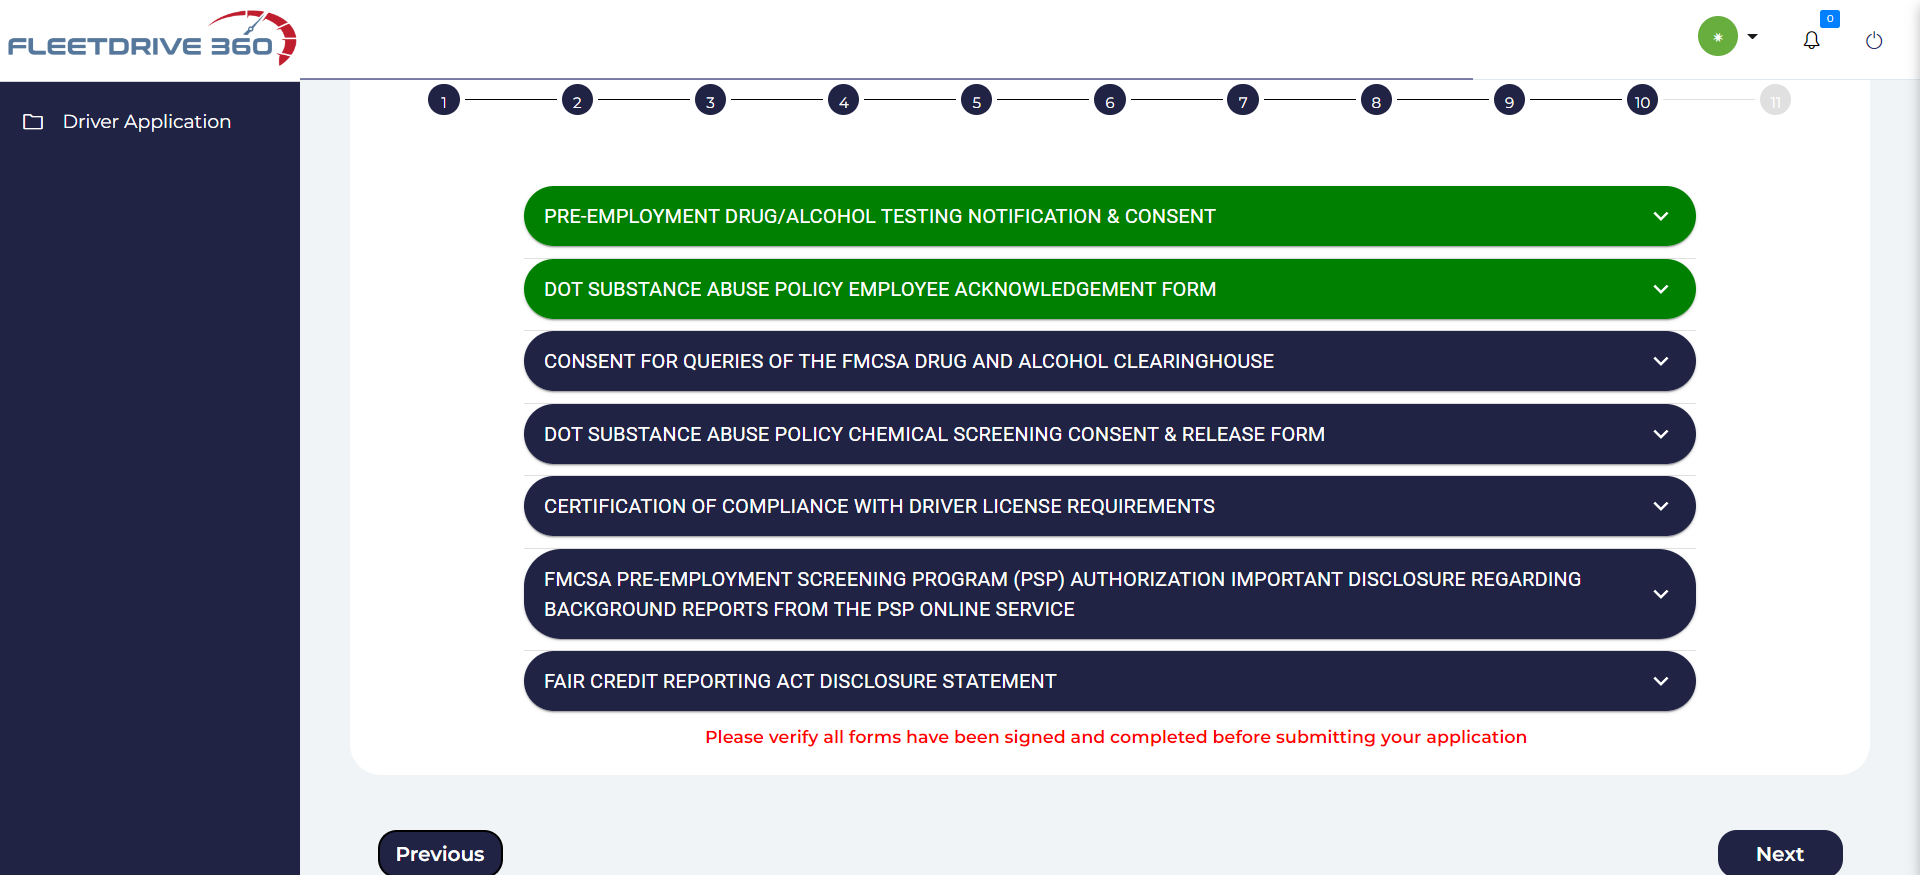 FLEETDRIVE 360
0
Driver Application
1 2 3 4 5 6 7 8 9 10 11
PRE-EMPLOYMENT DRUG/ALCOHOL TESTING NOTIFICATION & CONSENT
DOT SUBSTANCE ABUSE POLICY EMPLOYEE ACKNOWLEDGEMENT FORM
CONSENT FOR QUERIES OF THE FMCSA DRUG AND ALCOHOL CLEARINGHOUSE
DOT SUBSTANCE ABUSE POLICY CHEMICAL SCREENING CONSENT & RELEASE FORM
CERTIFICATION OF COMPLIANCE WITH DRIVER LICENSE REQUIREMENTS
FMCSA PRE-EMPLOYMENT SCREENING PROGRAM (PSP) AUTHORIZATION IMPORTANT DISCLOSURE REGARDING
BACKGROUND REPORTS FROM THE PSP ONLINE SERVICE
FAIR CREDIT REPORTING ACT DISCLOSURE STATEMENT
Please verify all forms have been signed and completed before submitting your application
Previous
Next